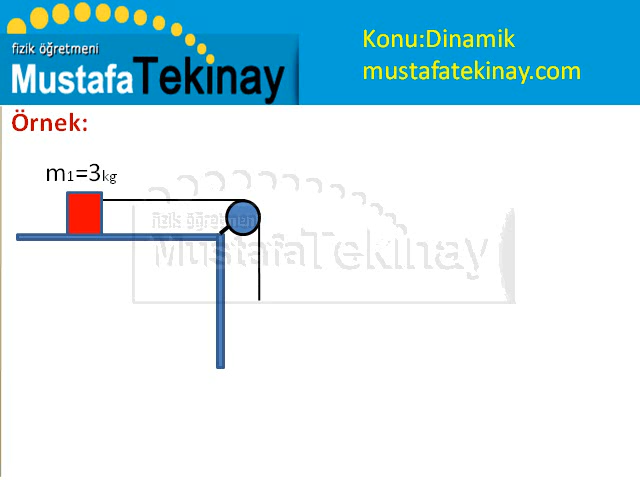 fizik öğretmeni
MustafaTekinay
Konu:Dinamik
mustafatekinay.com
Örnek:
m1=3kg
fizik öğretmeni
MustafaTekinay